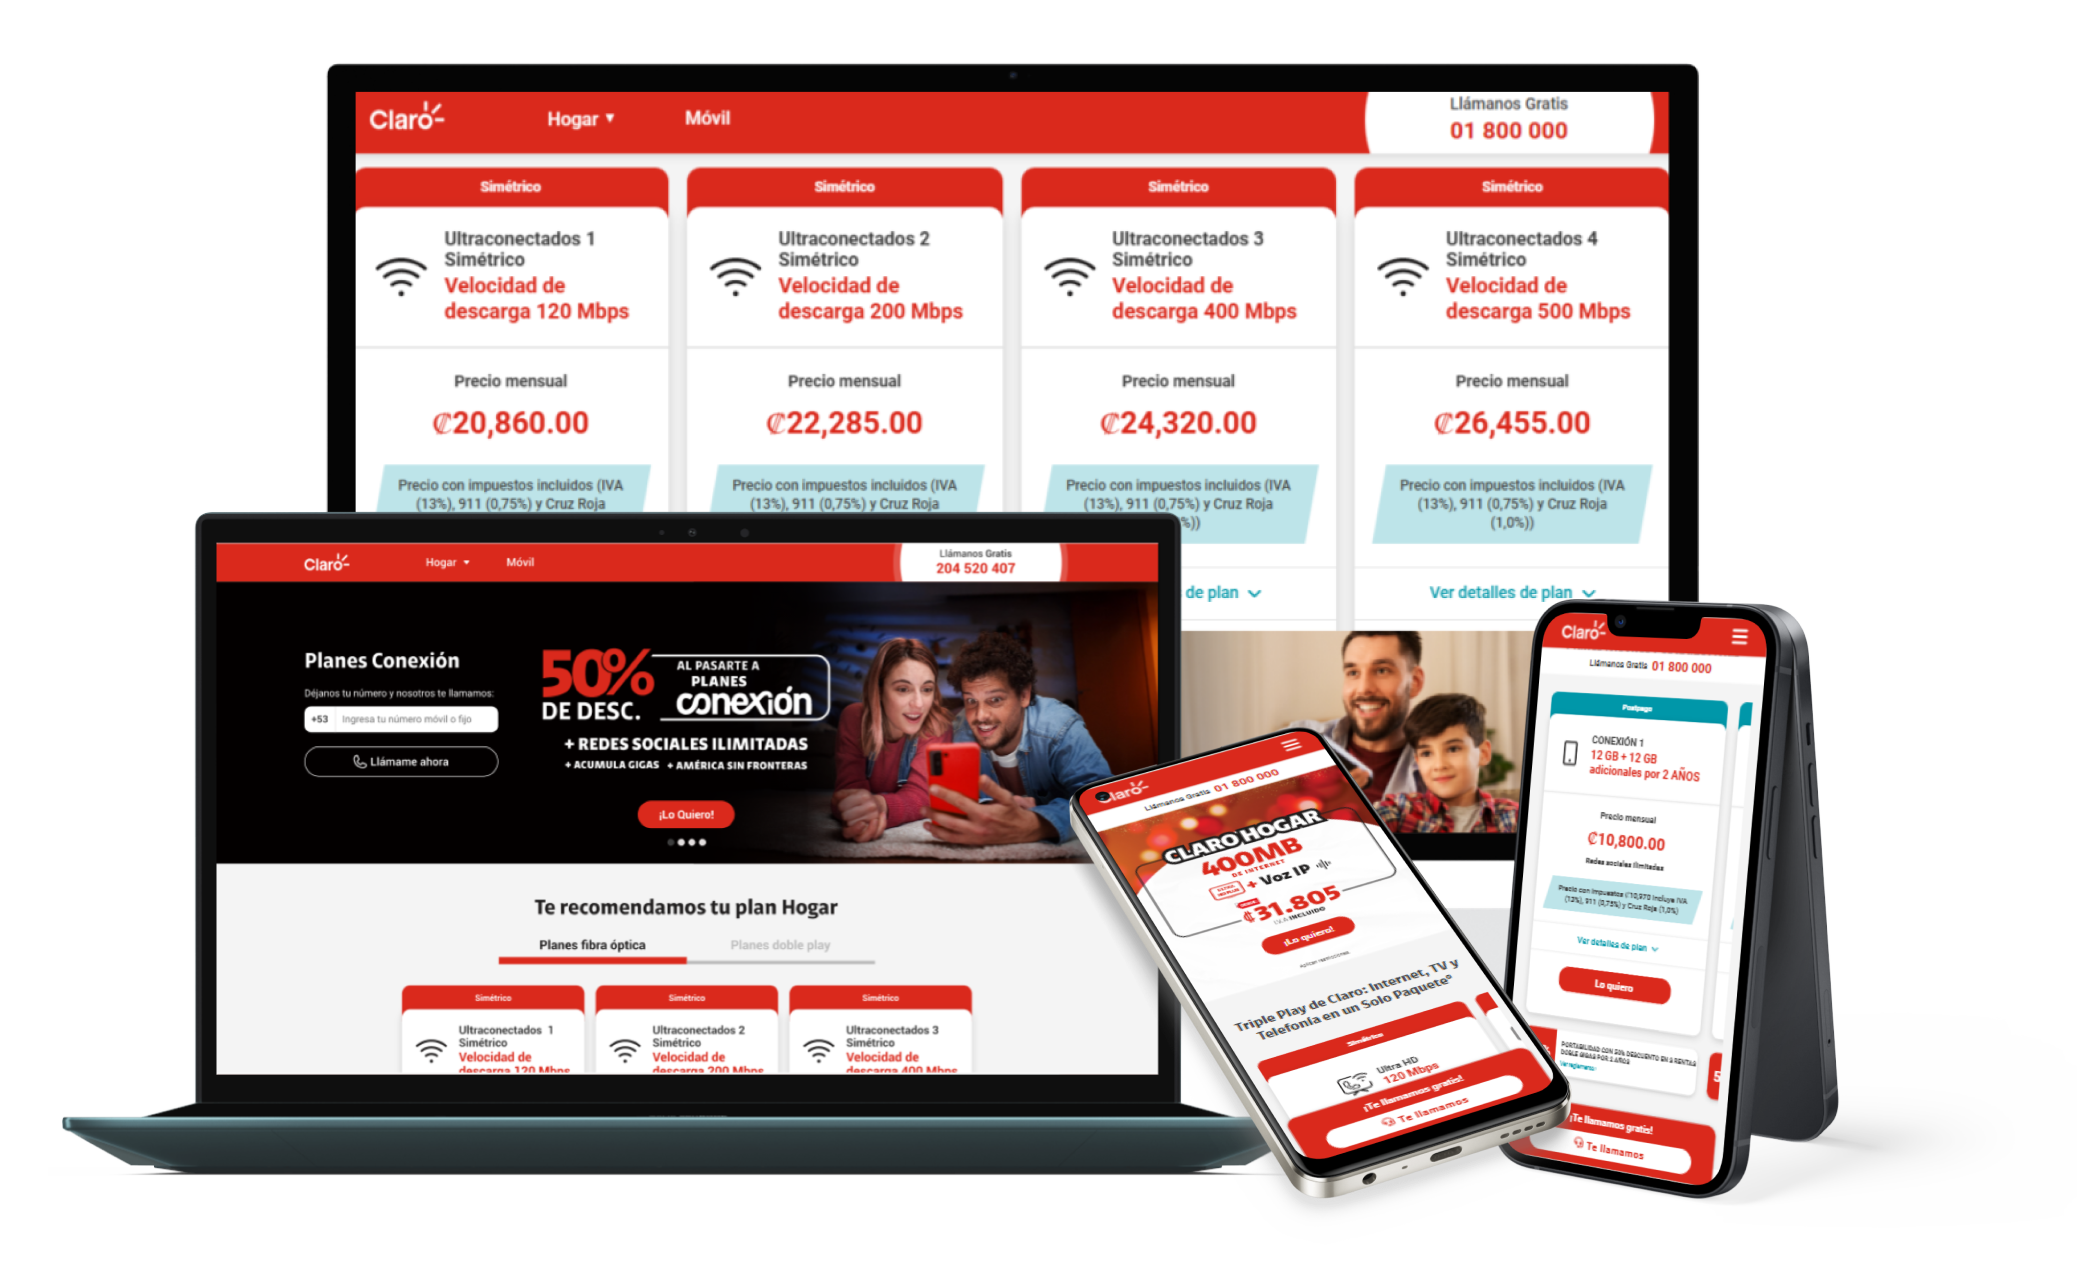 Claro-
Hogar ▼
Móvil
Llámanos Gratis
01 800 000
Simétrico
Ultraconectados 1
Simétrico
Velocidad de
descarga 120 Mbps
Precio mensual
₡20,860.00
Precio con impuestos incluidos (IVA
(13%), 911 (0,75%) y Cruz Roja
Simétrico
Ultraconectados 2
Simétrico
Velocidad de
descarga 200 Mbps
Precio mensual
₡22,285.00
Precio con impuestos incluidos (IVA
(13%), 911 (0,75%) y Cruz Roja
Simétrico
Ultraconectados 3
Simétrico
Velocidad de
descarga 400 Mbps
Precio mensual
₡24,320.00
Precio con impuestos incluidos (IVA
(13%), 911 (0,75%) y Cruz Roja
%))
de plan
Simétrico
Ultraconectados 4
Simétrico
Velocidad de
descarga 500 Mbps
Precio mensual
₡26,455.00
Precio con impuestos incluidos (IVA
(13%), 911 (0,75%) y Cruz Roja
(1,0%))
Ver detalles de plan
Claro-
Hogar ▼
Móvil
Llámanos Gratis
204 520 407
Planes Conexión
Déjanos tu número y nosotros te llamamos:
+53 Ingresa tu número móvil o fijo
Llámame ahora
50%
DE DESC.
AL PASARTE A
PLANES
conexión
+ REDES SOCIALES ILIMITADAS
+ ACUMULA GIGAS + AMÉRICA SIN FRONTERAS
¡Lo Quiero!
Te recomendamos tu plan Hogar
Planes fibra óptica
Planes doble play
Simétrico
Ultraconectados 1
Simétrico
Velocidad de
descarga 120 Mbps
Simétrico
Ultraconectados 2
Simétrico
Velocidad de
descarga 200 Mbps
Simétrico
Ultraconectados 3
Simétrico
Velocidad de
descarga 400 Mbps
Claro-
Llámanos Gratis 01 800 000
CLARO HOGAR
400MB
DE INTERNET
+ Voz IP
₡31.805
IVA INCLUIDO
¡Lo quiero!
Triple Play de Claro: Internet, TV y
Telefonía en un Solo Paquete°
Simétrico
Ultra HD
120 Mbps
¡Te llamamos gratis!
Te llamamos
Claro-
Llámanos Gratis 01 800 000
Postpago
CONEXIÓN 1
12 GB + 12 GB
adicionales por 2 AÑOS
Precio mensual
₡10,800.00
Redes sociales Ilimitadas
Precio con Impuestos (₡10,970 Incluye IVA
(13%), 911 (0,75%) y Cruz Roja (1,0%)
Ver detalles de plan
Lo quiero
%
PORTABILIDAD CON 50% DESCUENTO EN 2 RENTAS
DOBLE GIGAS POR 2 AÑOS
Ver reglamento
5
¡Te llamamos gratis!
Te llamamos